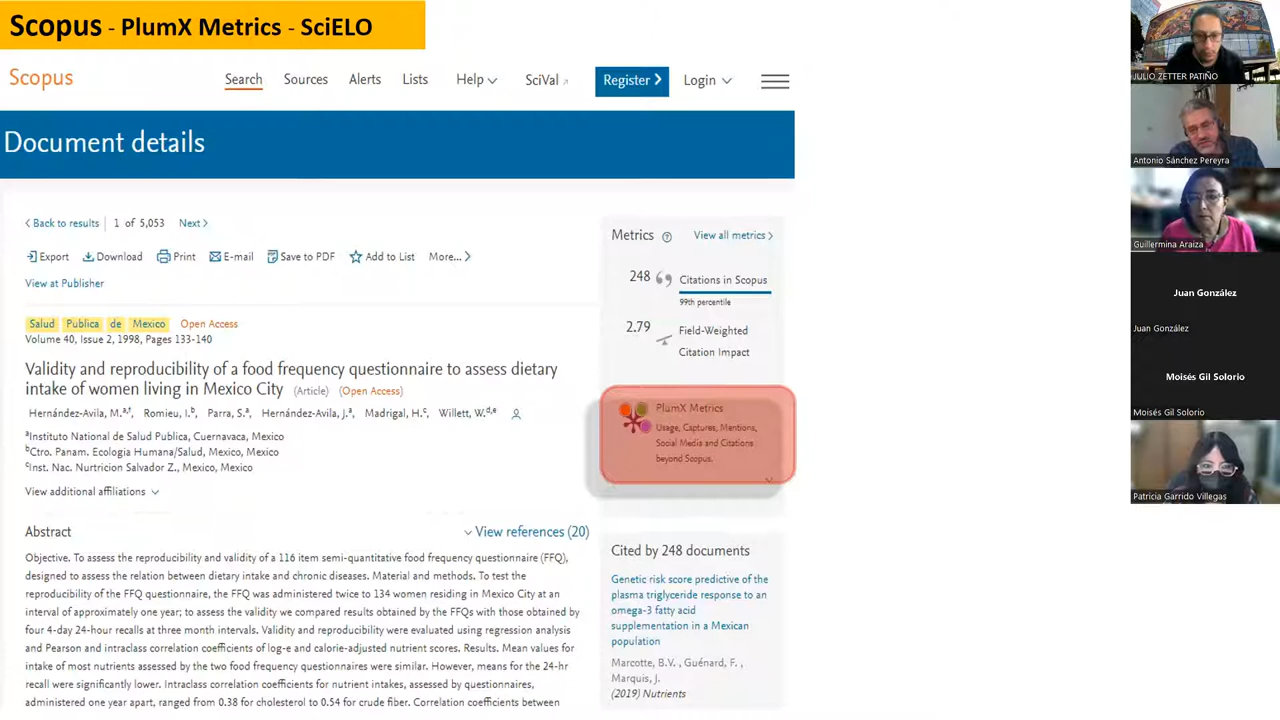 Scopus - PlumX Metrics - SciELO
Scopus
Search Sources Alerts Lists Help SciVal Register Login
Document details
Back to results 1 of 5,053 Next
Export Download Print E-mail Save to PDF Add to List More...
View at Publisher
Salud Publica de Mexico Open Access
Volume 40, Issue 2, 1998, Pages 133-140
Validity and reproducibility of a food frequency questionnaire to assess dietary
intake of women living in Mexico City (Article) (Open Access)
Hernández-Avila, M.a,f, Romieu, I.b, Parra, S.a, Hernández-Avila, J.a, Madrigal, H.c, Willett, W.d,e
aInstituto National de Salud Publica, Cuernavaca, Mexico
bCtro. Panam. Ecologia Humana/Salud, Mexico, Mexico
cInst. Nac. Nurtricion Salvador Z., Mexico, Mexico
View additional affiliations
Abstract
View references (20)
Objective. To assess the reproducibility and validity of a 116 item semi-quantitative food frequency questionnaire (FFQ),
designed to assess the relation between dietary intake and chronic diseases. Material and methods. To test the
reproducibility of the FFQ questionnaire, the FFQ was administered twice to 134 women residing in Mexico City at an
interval of approximately one year; to assess the validity we compared results obtained by the FFQs with those obtained by
four 4-day 24-hour recalls at three month intervals. Validity and reproducibility were evaluated using regression analysis
and Pearson and intraclass correlation coefficients of log-e and calorie-adjusted nutrient scores. Results. Mean values for
intake of most nutrients assessed by the two food frequency questionnaires were similar. However, means for the 24-hr
recall were significantly lower. Intraclass correlation coefficients for nutrient intakes, assessed by questionnaires,
administered one year apart, ranged from 0.38 for cholesterol to 0.54 for crude fiber. Correlation coefficients between
Metrics View all metrics
248 Citations in Scopus
99th percentile
2.79 Field-Weighted
Citation Impact
PlumX Metrics
Usage, Captures, Mentions,
Social Media and Citations
beyond Scopus.
Cited by 248 documents
Genetic risk score predictive of the
plasma triglyceride response to an
omega-3 fatty acid
supplementation in a Mexican
population
Marcotte, B.V. , Guénard, F. ,
Marquis, J.
(2019) Nutrients
JULIO ZETTER PATIÑO
Antonio Sánchez Pereyra
Guillermina Araiza
Juan González
Juan González
Moisés Gil Solorio
Moisés Gil Solorio
Patricia Garrido Villegas